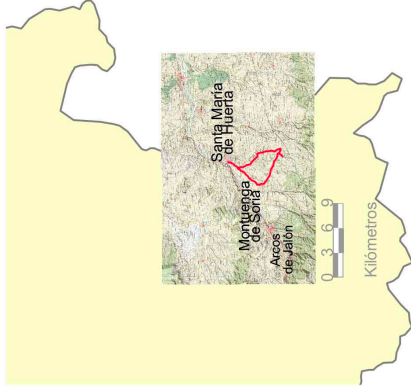 Santa María
de Huerta
Montuenga
de Soria
Arcos
de Jalón
0 3 6 9
Kilómetros